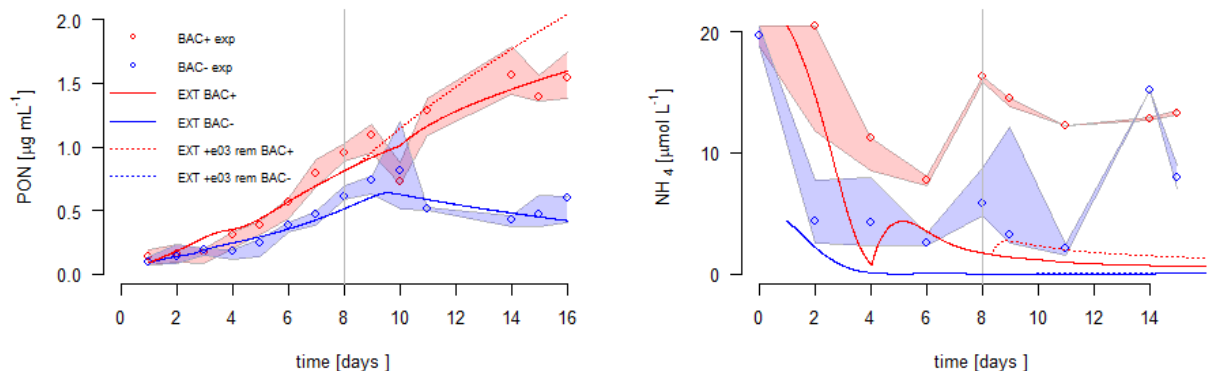 PON [µg mL⁻¹]
2.0
1.5
1.0
0.5
0.0
BAC+ exp
BAC- exp
EXT BAC+
EXT BAC-
EXT +e03 rem BAC+
EXT +e03 rem BAC-
0 2 4 6 8 10 12 14 16
time [days ]
NH ₄ [µmol L⁻¹]
20
10
0
0 2 4 6 8 10 12 14
time [days ]